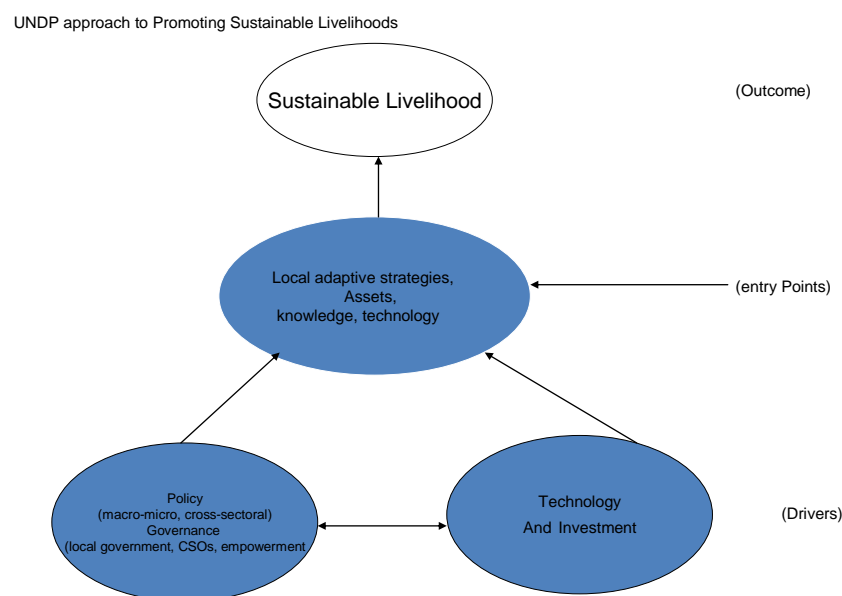 UNDP approach to Promoting Sustainable Livelihoods
Sustainable Livelihood
(Outcome)
Local adaptive strategies,
Assets,
knowledge, technology
(entry Points)
Policy
(macro-micro, cross-sectoral)
Governance
(local government, CSOs, empowerment
Technology
And Investment
(Drivers)